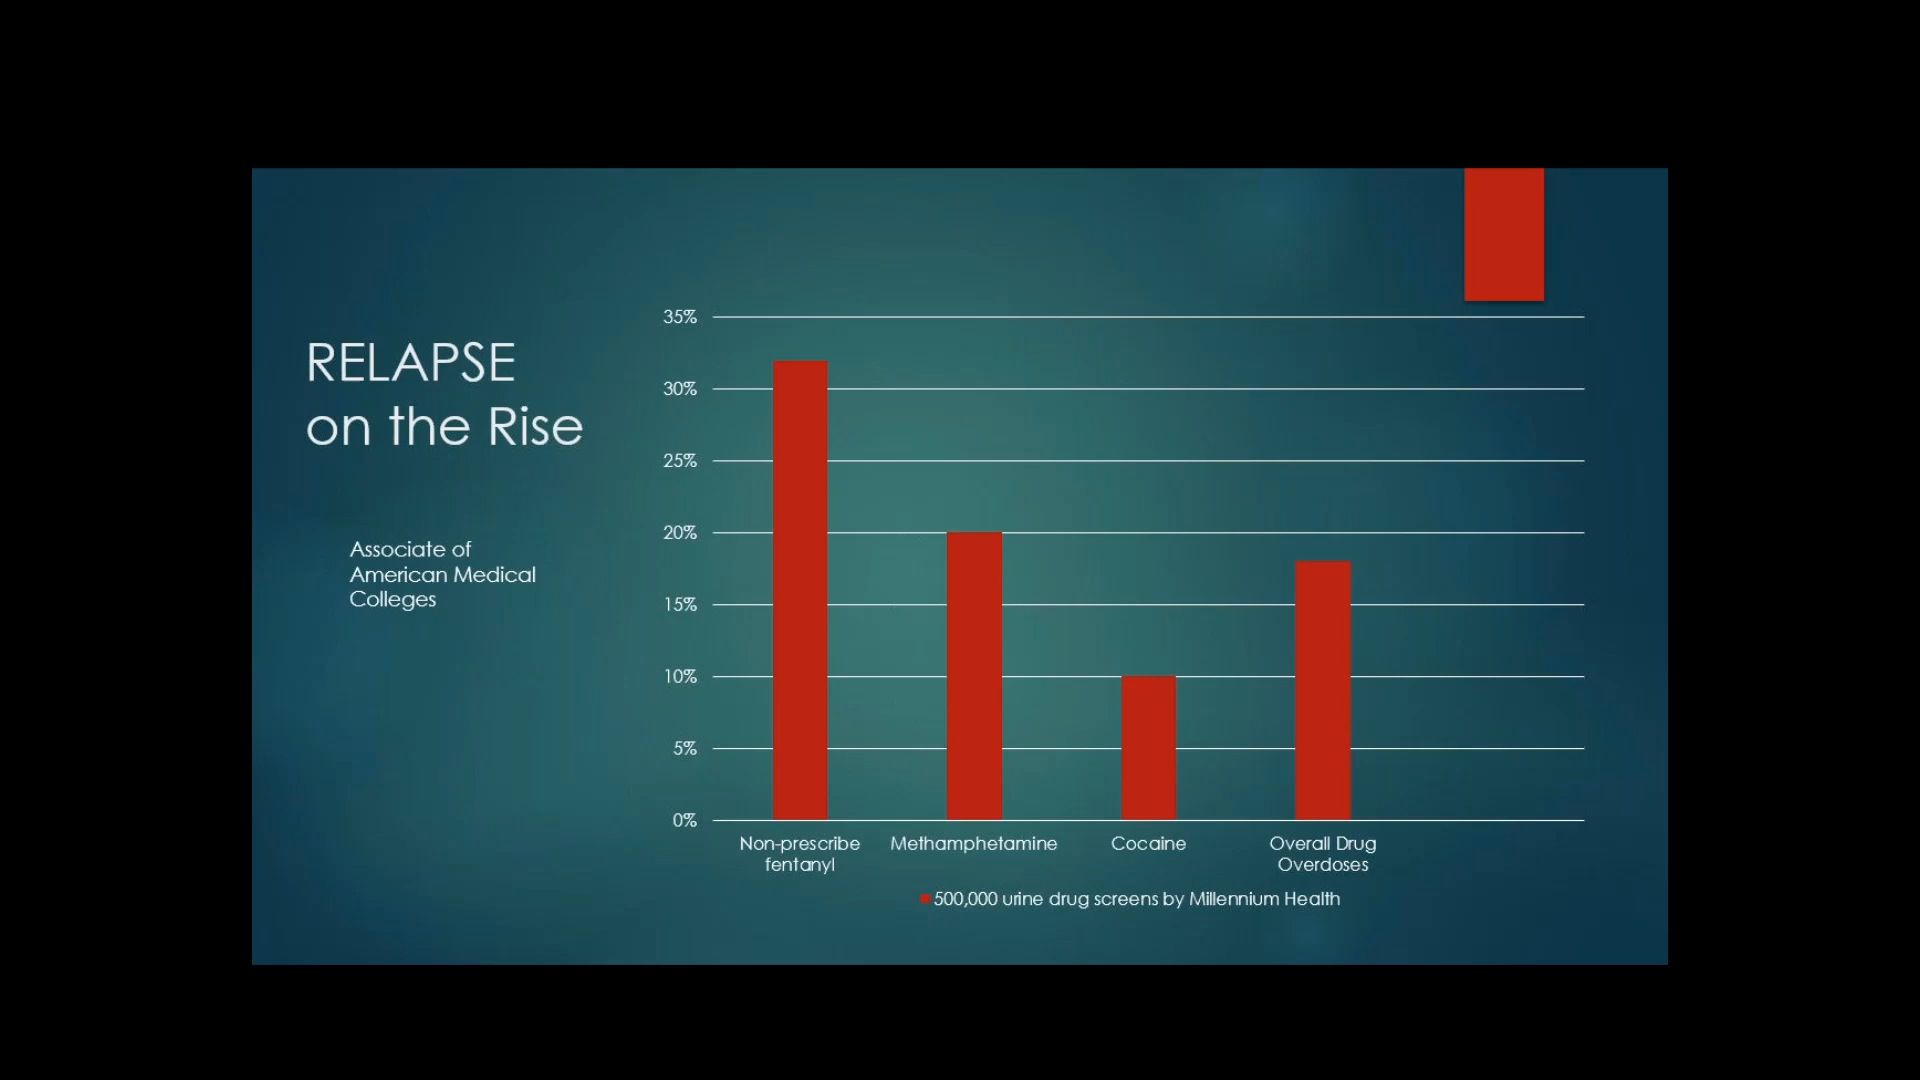 RELAPSE
on the Rise
Associate of
American Medical
Colleges
35%
30%
25%
20%
15%
10%
5%
0%
Non-prescribe
fentanyl
Methamphetamine
Cocaine
Overall Drug
Overdoses
500,000 urine drug screens by Millennium Health